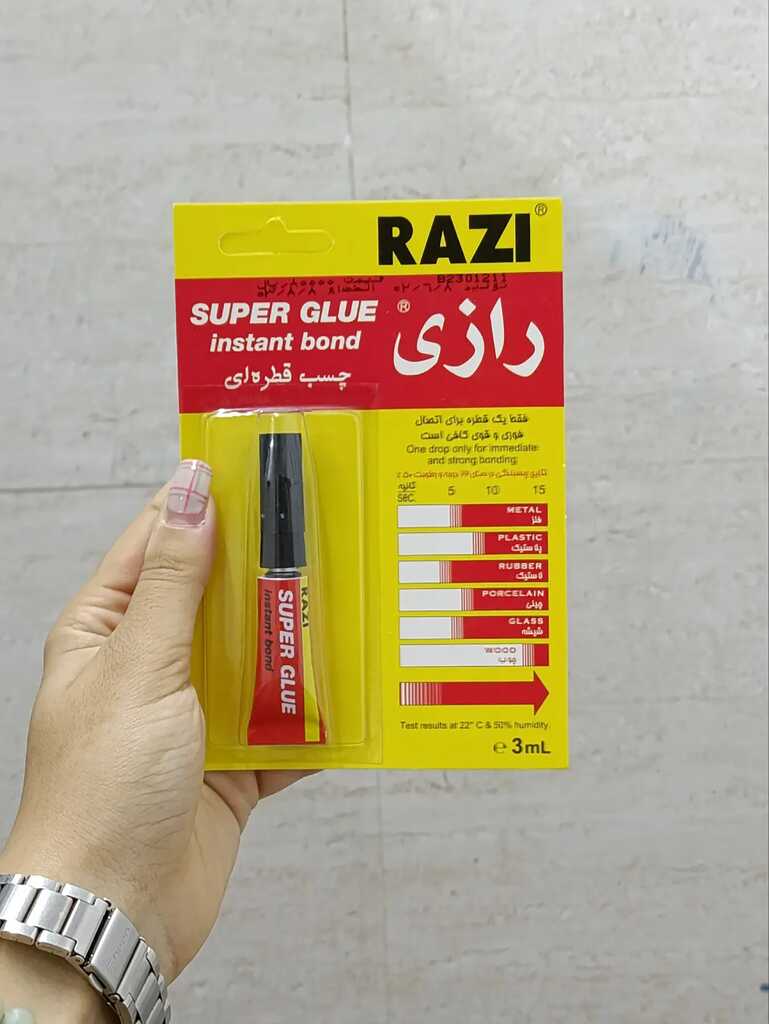 RAZI®
B2301211
SUPER GLUE
instant bond
چسب قطره‌ای
رازی®
فقط یک قطره برای اتصال
فوری و قوی کافی است
One drop only for immediate
and strong bonding.
ثانیه
SEC. 5 10 15
METAL
فلز
PLASTIC
پلاستیک
RUBBER
لاستیک
PORCELAIN
چینی
GLASS
شیشه
WOOD
چوب
Test results at 22° C & 50% humidity.
e 3mL
RAZI
SUPER GLUE
instant bond